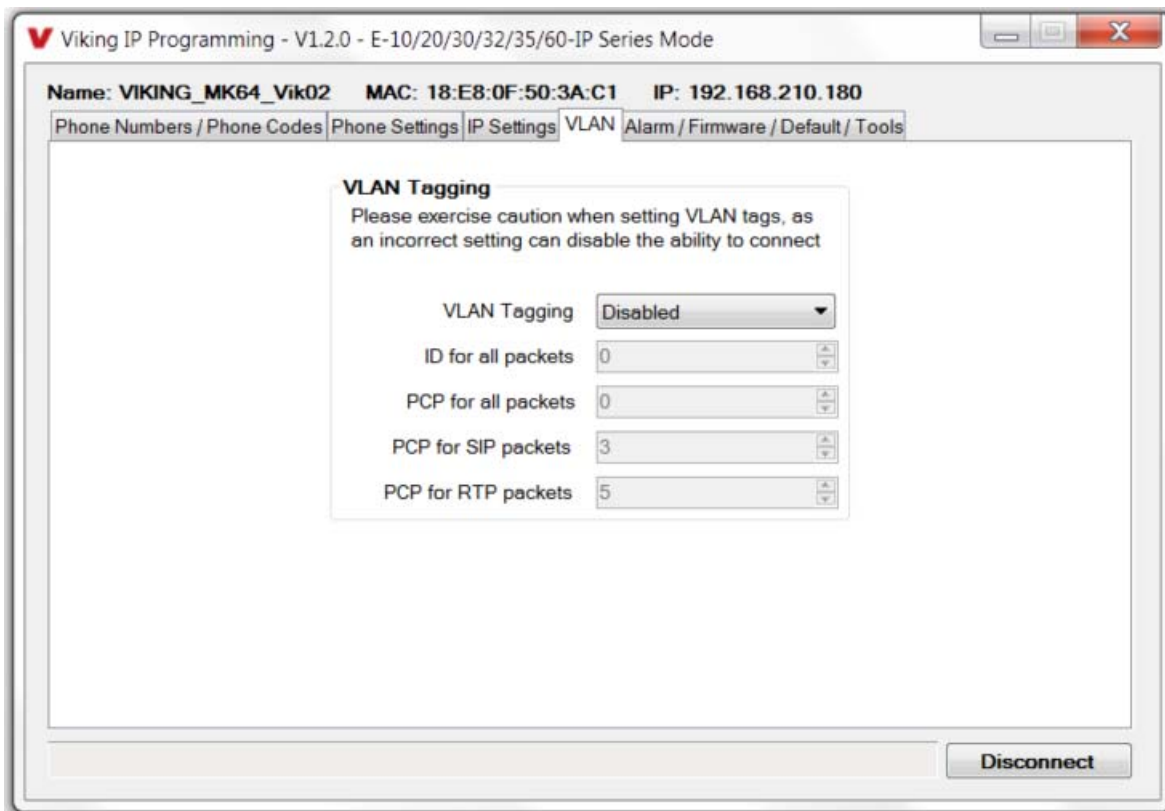 Viking IP Programming - V1.2.0 - E-10/20/30/32/35/60-IP Series Mode
Name: VIKING_MK64_Vik02 MAC: 18:E8:0F:50:3A:C1 IP: 192.168.210.180
Phone Numbers / Phone Codes Phone Settings IP Settings VLAN Alarm / Firmware / Default / Tools
VLAN Tagging
Please exercise caution when setting VLAN tags, as
an incorrect setting can disable the ability to connect
VLAN Tagging Disabled
ID for all packets 0
PCP for all packets 0
PCP for SIP packets 3
PCP for RTP packets 5
Disconnect